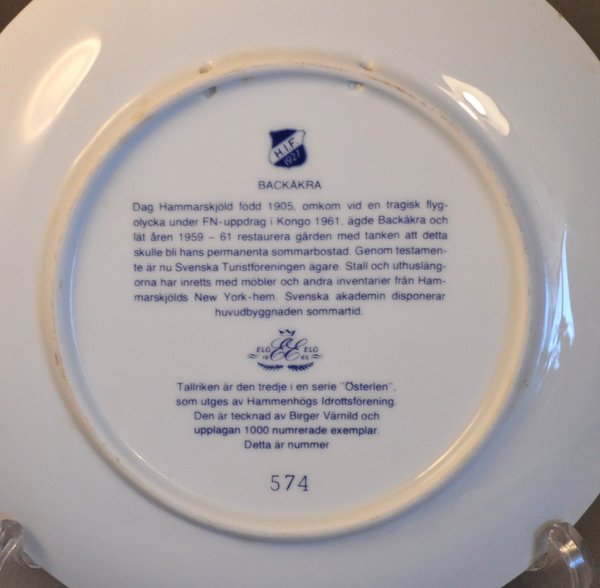 H.I.F.
1927
BACKÅKRA
Dag Hammarskjöld född 1905, omkom vid en tragisk flyg-
olycka under FN-uppdrag i Kongo 1961, ägde Backåkra och
lät åren 1959 – 61 restaurera gården med tanken att detta
skulle bli hans permanenta sommarbostad. Genom testamen-
te är nu Svenska Turistföreningen ägare. Stall och uthusläng-
orna har inretts med möbler och andra inventarier från Ham-
marskjölds New York-hem. Svenska akademin disponerar
huvudbyggnaden sommartid.
ELG EE ELG
1965
Tallriken är den tredje i en serie "Österlen",
som utges av Hammenhögs Idrottsförening.
Den är tecknad av Birger Värnild och
upplagan 1000 numrerade exemplar.
Detta är nummer
574